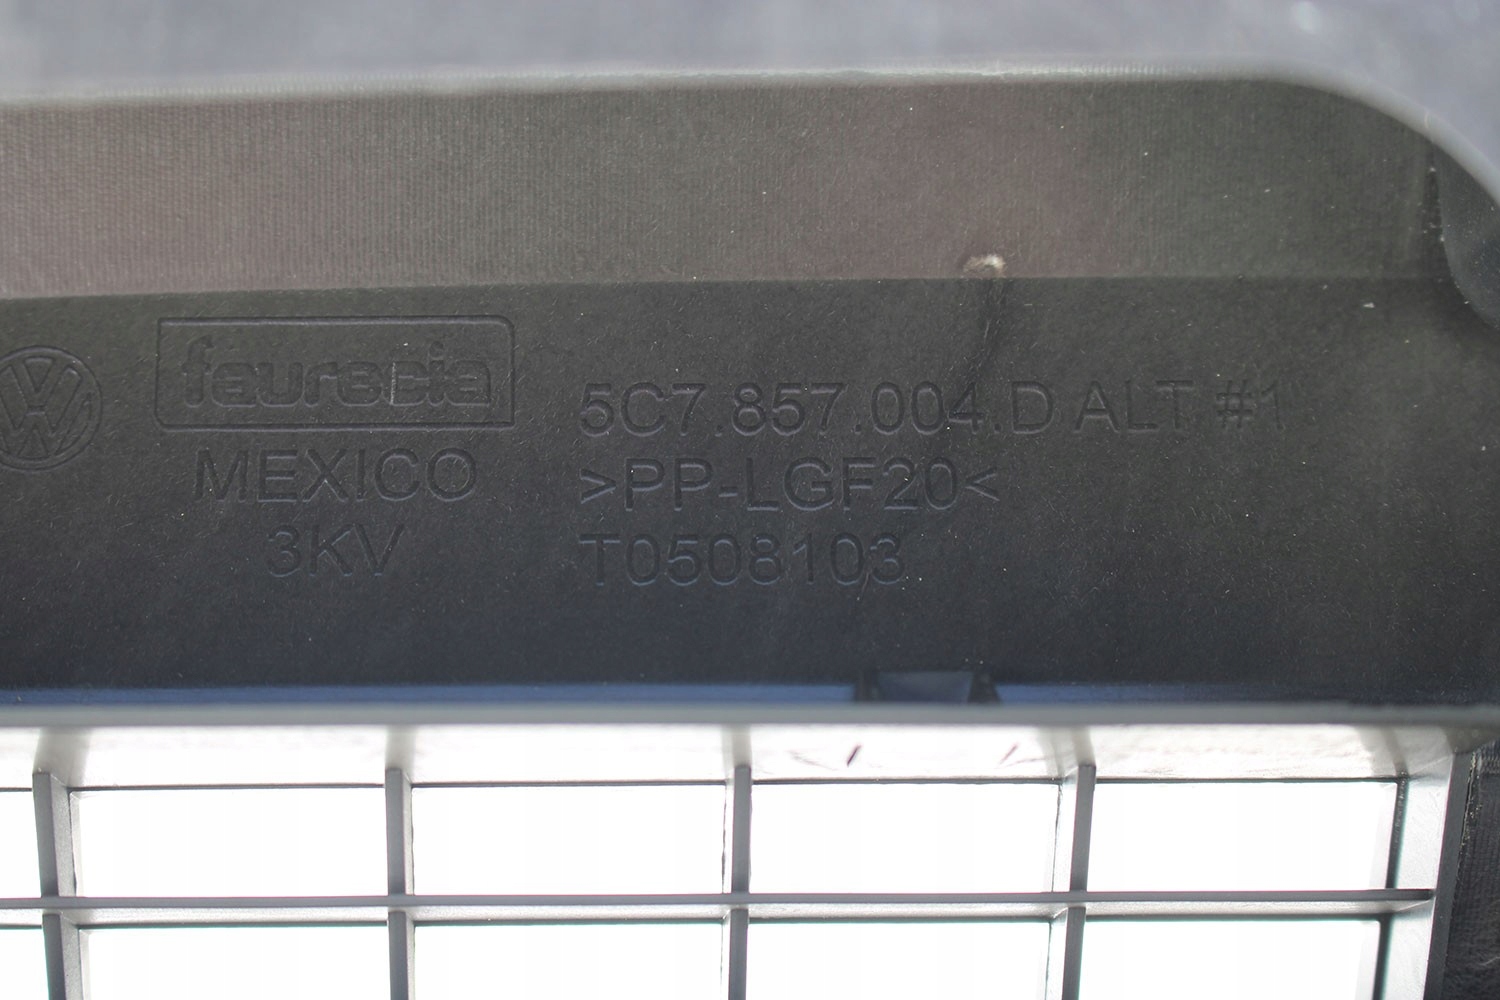 faurecia
MEXICO
3KV
5C7.857.004.D ALT #1
>PP-LGF20<
T0508103